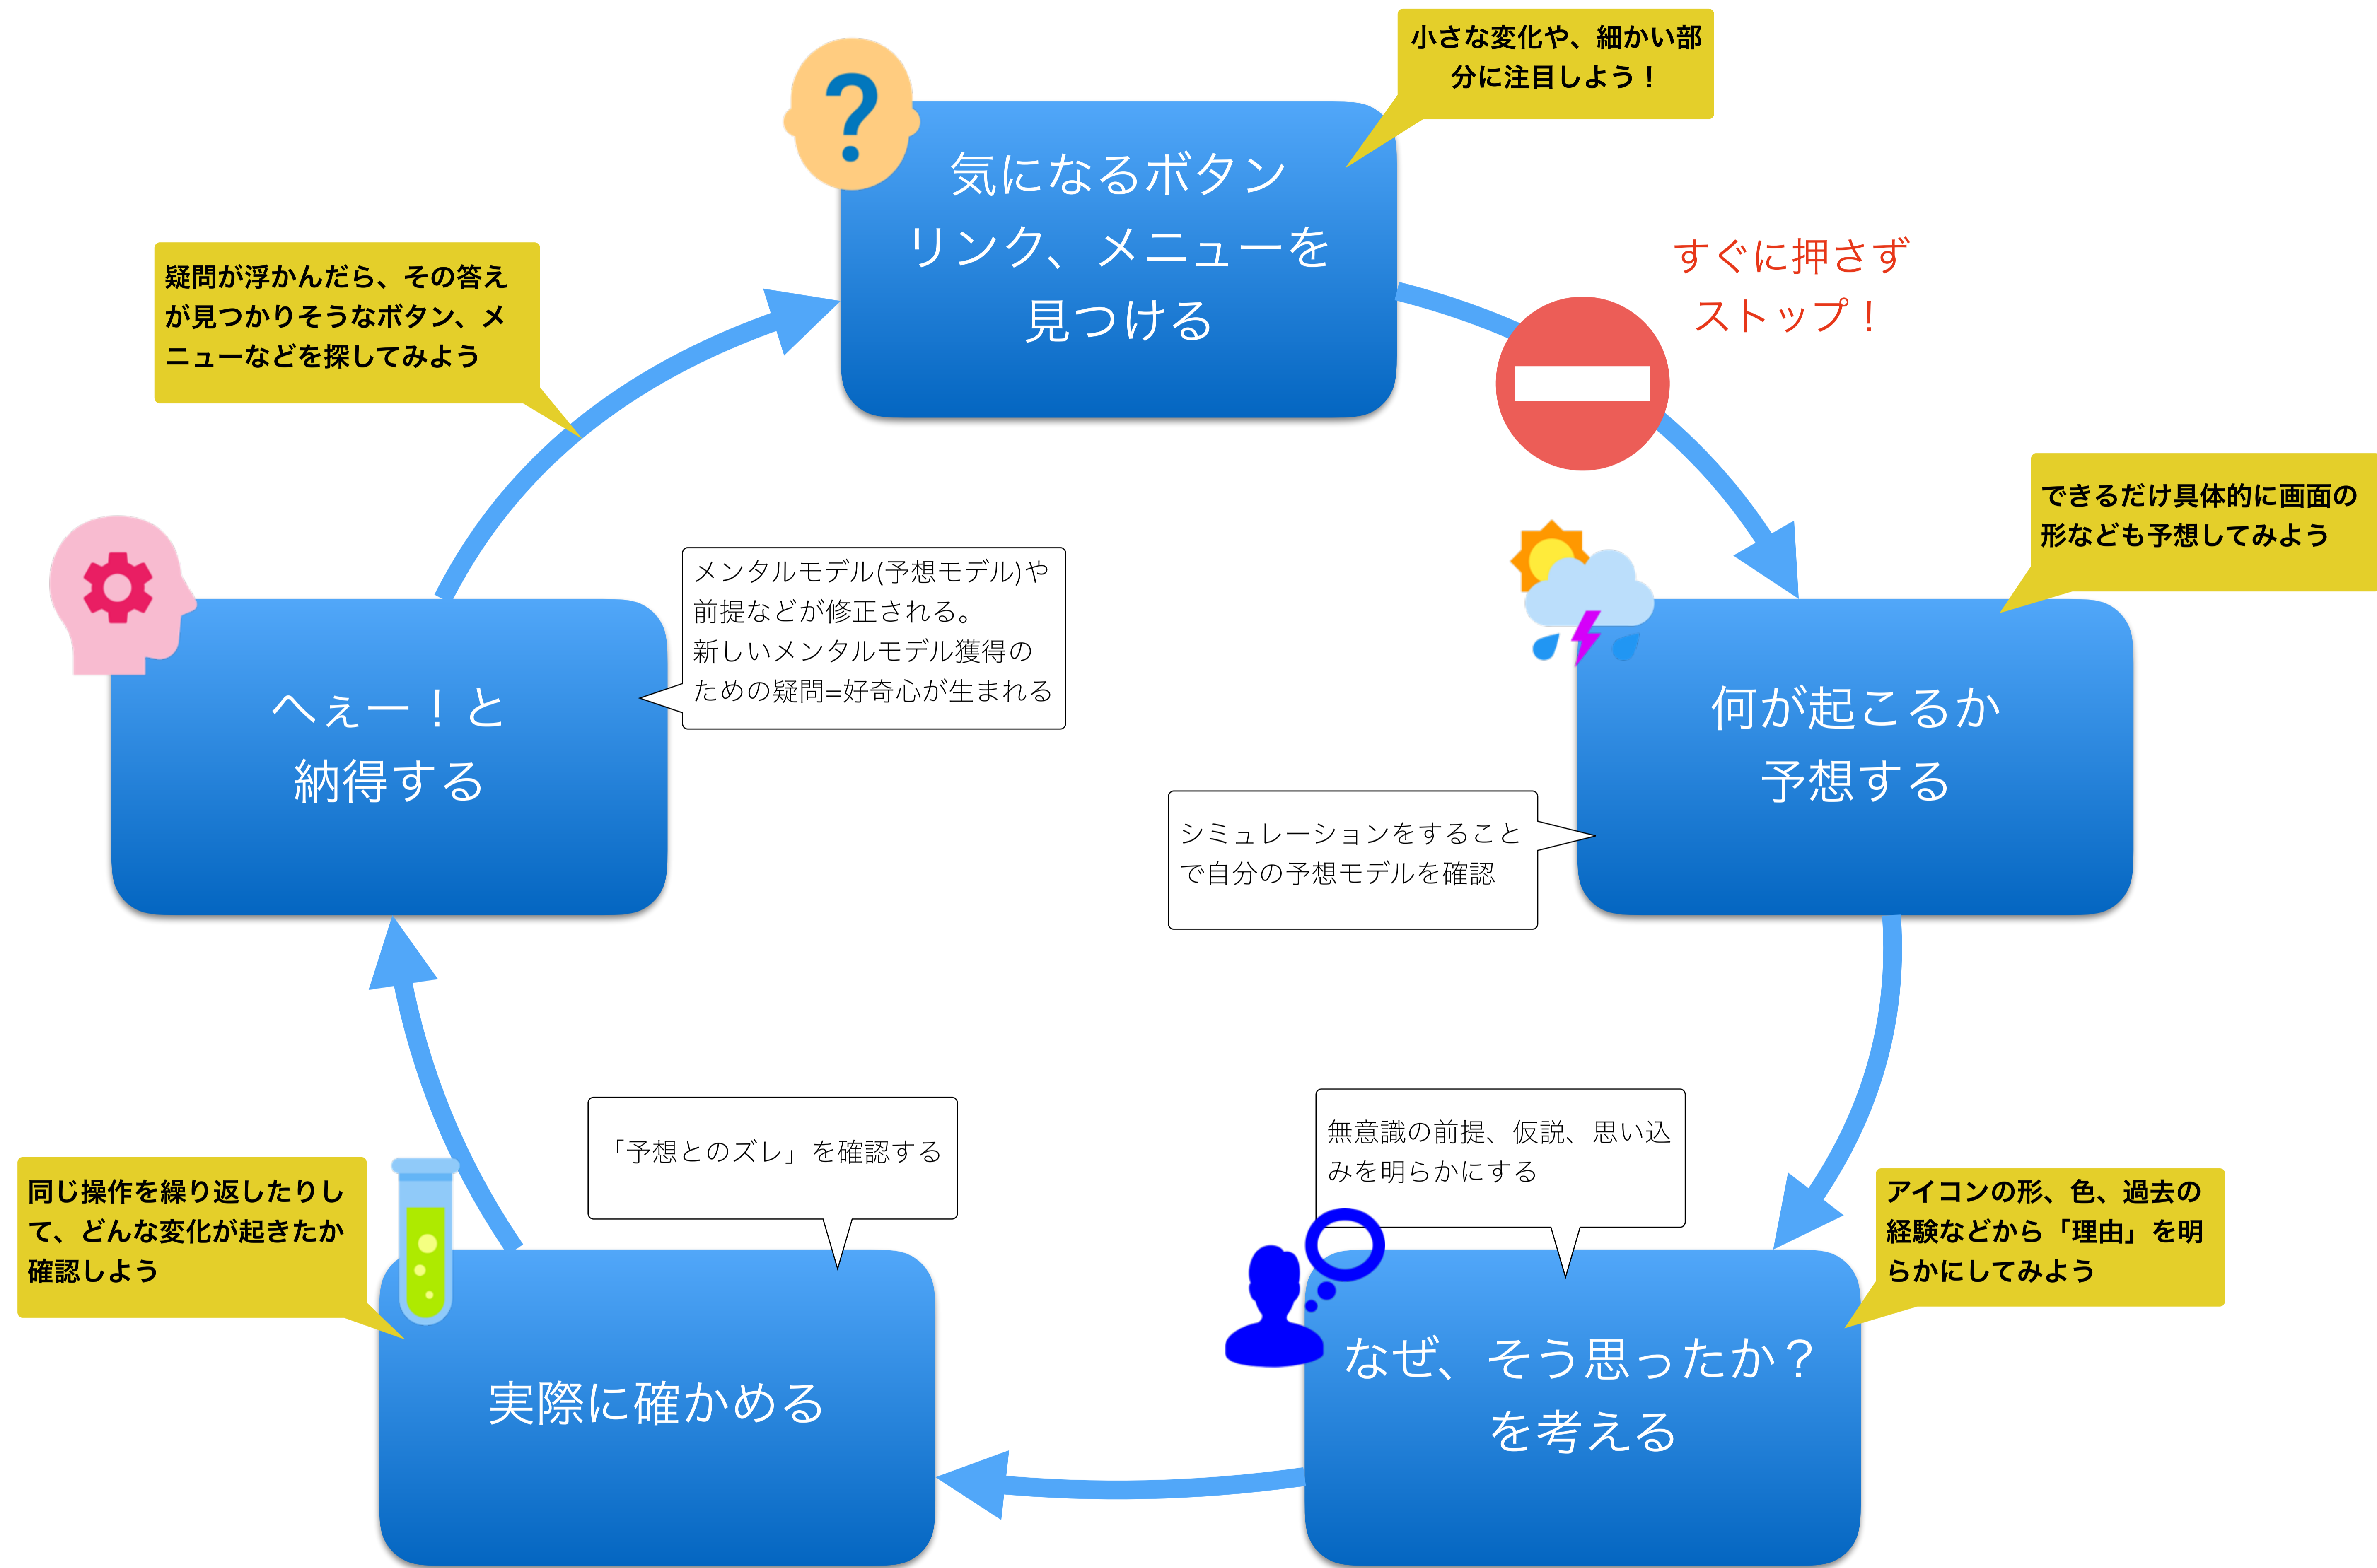 小さな変化や、細かい部
分に注目しよう！
気になるボタン
リンク、メニューを
見つける
すぐに押さず
ストップ！
できるだけ具体的に画面の
形なども予想してみよう
何が起こるか
予想する
シミュレーションをすること
で自分の予想モデルを確認
無意識の前提、仮説、思い込
みを明らかにする
アイコンの形、色、過去の
経験などから「理由」を明
らかにしてみよう
なぜ、そう思ったか？
を考える
「予想とのズレ」を確認する
同じ操作を繰り返したりし
て、どんな変化が起きたか
確認しよう
実際に確かめる
メンタルモデル(予想モデル)や
前提などが修正される。
新しいメンタルモデル獲得の
ための疑問=好奇心が生まれる
へぇー！と
納得する
疑問が浮かんだら、その答え
が見つかりそうなボタン、メ
ニューなどを探してみよう